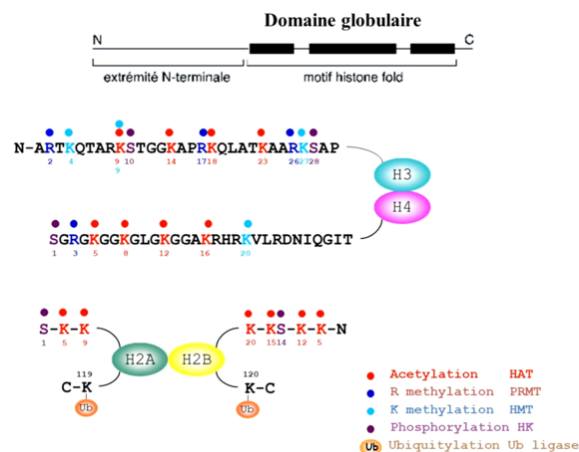 Domaine globulaire
N C
extrémité N-terminale motif histone fold
N-ARTKQTARKSTGGKAPRKQLATKAARKSAP
2 4 9 10 14 17 18 23 26 27 28
9
H3
H4
SGRGKGGKGLGKGGAKRHRKVLRDNIQGIT
1 3 5 8 12 16 20
S-K-K K-KS-K-K-N
1 5 9 20 15 14 12 5
H2A H2B
119 120
C-K K-C
Ub Ub
Acetylation HAT
R methylation PRMT
K methylation HMT
Phosphorylation HK
Ub Ubiquitylation Ub ligase